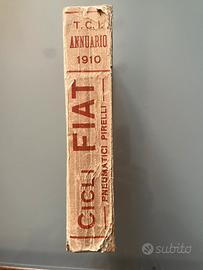 T. C. I.
ANNUARIO
1910
CICLI FIAT
PNEUMATICI PIRELLI
subito